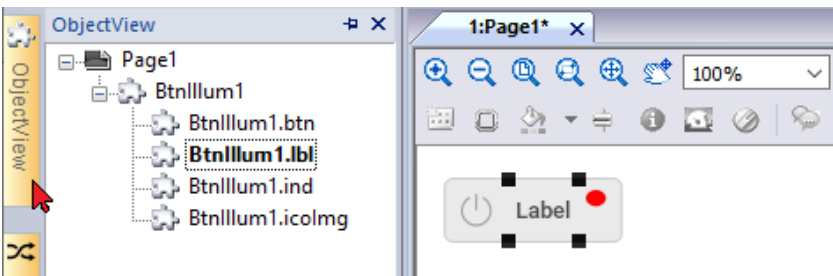 ObjectView
ObjectView
Page1
BtnIllum1
BtnIllum1.btn
BtnIllum1.lbl
BtnIllum1.ind
BtnIllum1.icoImg
1:Page1*
100%
Label